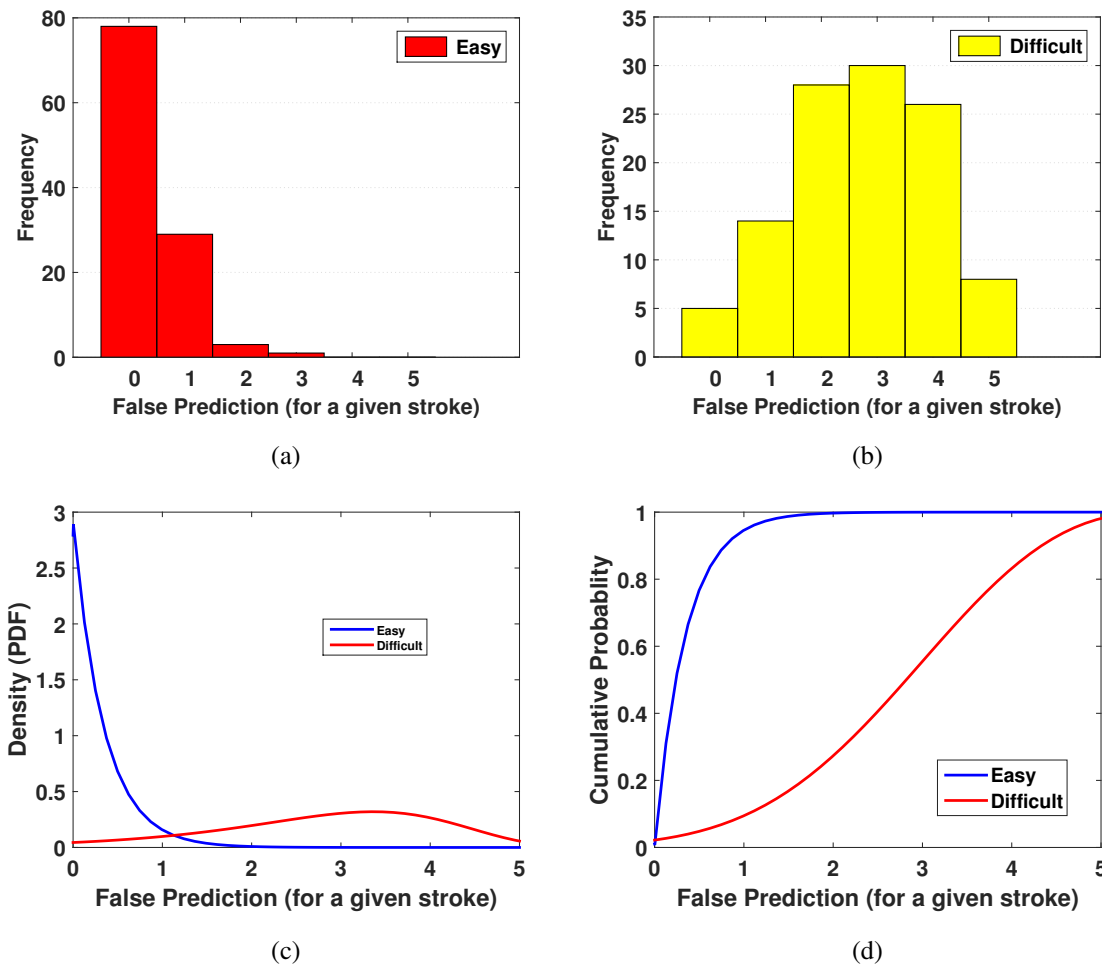 80
60
40
20
0
Frequency
Easy
0 1 2 3 4 5
False Prediction (for a given stroke)
(a)
35
30
25
20
15
10
5
0
Frequency
Difficult
0 1 2 3 4 5
False Prediction (for a given stroke)
(b)
3
2.5
2
1.5
1
0.5
0
Density (PDF)
Easy
Difficult
0 1 2 3 4 5
False Prediction (for a given stroke)
(c)
1
0.8
0.6
0.4
0.2
0
Cumulative Probablity
Easy
Difficult
0 1 2 3 4 5
False Prediction (for a given stroke)
(d)